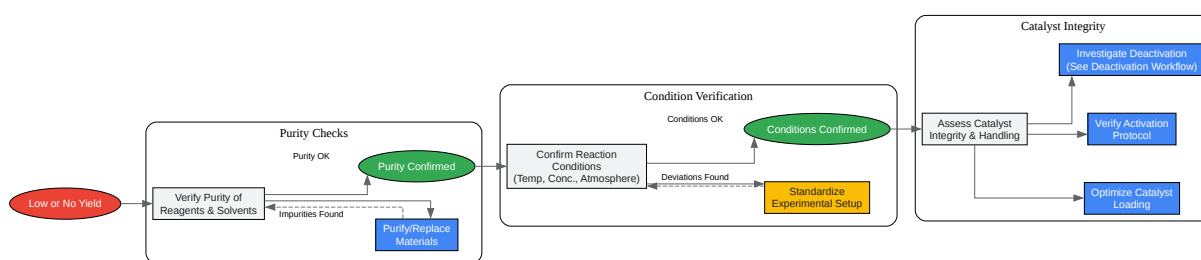 Low or No Yield
Purity Checks
Verify Purity of
Reagents & Solvents
Purity OK
Purity Confirmed
Impurities Found
Purify/Replace
Materials
Condition Verification
Confirm Reaction
Conditions
(Temp, Conc., Atmosphere)
Conditions OK
Conditions Confirmed
Deviations Found
Standardize
Experimental Setup
Catalyst Integrity
Assess Catalyst
Integrity & Handling
Investigate Deactivation
(See Deactivation Workflow)
Verify Activation
Protocol
Optimize Catalyst
Loading